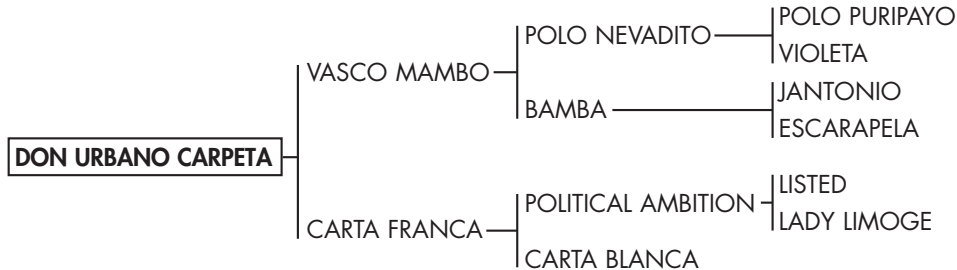 POLO PURIPAYO
POLO NEVADITO
VIOLETA
VASCO MAMBO
JANTONIO
BAMBA
ESCARAPELA
DON URBANO CARPETA
LISTED
POLITICAL AMBITION
LADY LIMOGE
CARTA FRANCA
CARTA BLANCA